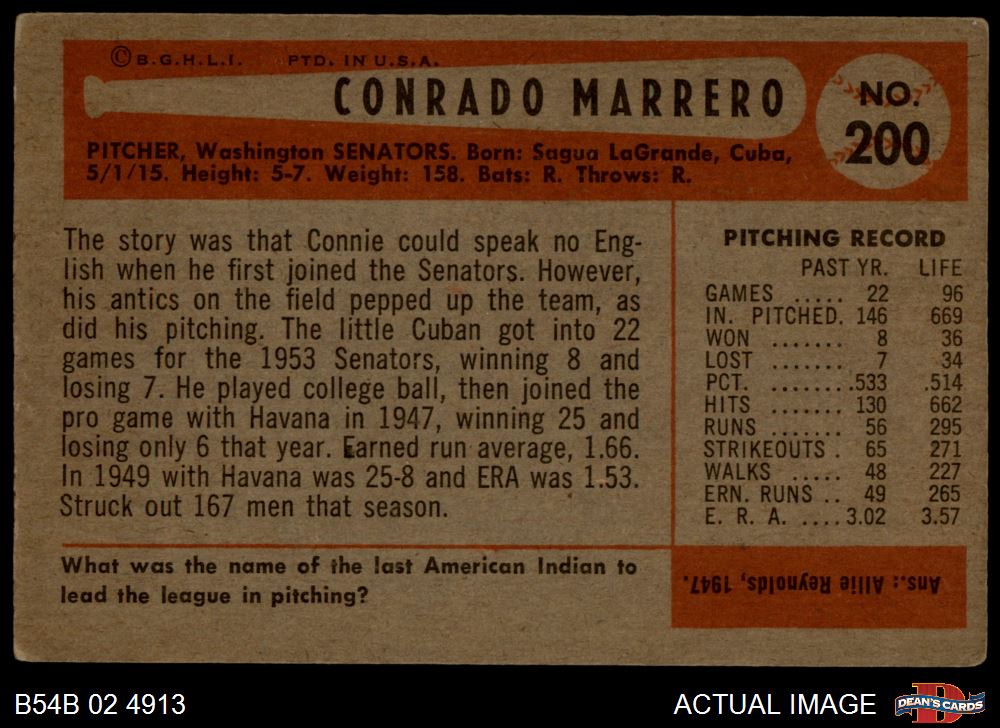 ©B.G.H.L.I. PTD. IN U.S.A.
CONRADO MARRERO
NO.
200
PITCHER, Washington SENATORS. Born: Sagua LaGrande, Cuba,
5/1/15. Height: 5-7. Weight: 158. Bats: R. Throws: R.
The story was that Connie could speak no Eng-
lish when he first joined the Senators. However,
his antics on the field pepped up the team, as
did his pitching. The little Cuban got into 22
games for the 1953 Senators, winning 8 and
losing 7. He played college ball, then joined the
pro game with Havana in 1947, winning 25 and
losing only 6 that year. Earned run average, 1.66.
In 1949 with Havana was 25-8 and ERA was 1.53.
Struck out 167 men that season.
PITCHING RECORD
PAST YR. LIFE
GAMES ..... 22 96
IN. PITCHED. 146 669
WON ....... 8 36
LOST ....... 7 34
PCT. ........ .533 .514
HITS ....... 130 662
RUNS ....... 56 295
STRIKEOUTS . 65 271
WALKS ..... 48 227
ERN. RUNS .. 49 265
E. R. A. .... 3.02 3.57
What was the name of the last American Indian to
lead the league in pitching?
Ans.: Allie Reynolds, 1947.
B54B 02 4913
ACTUAL IMAGE
D
DEAN'S CARDS